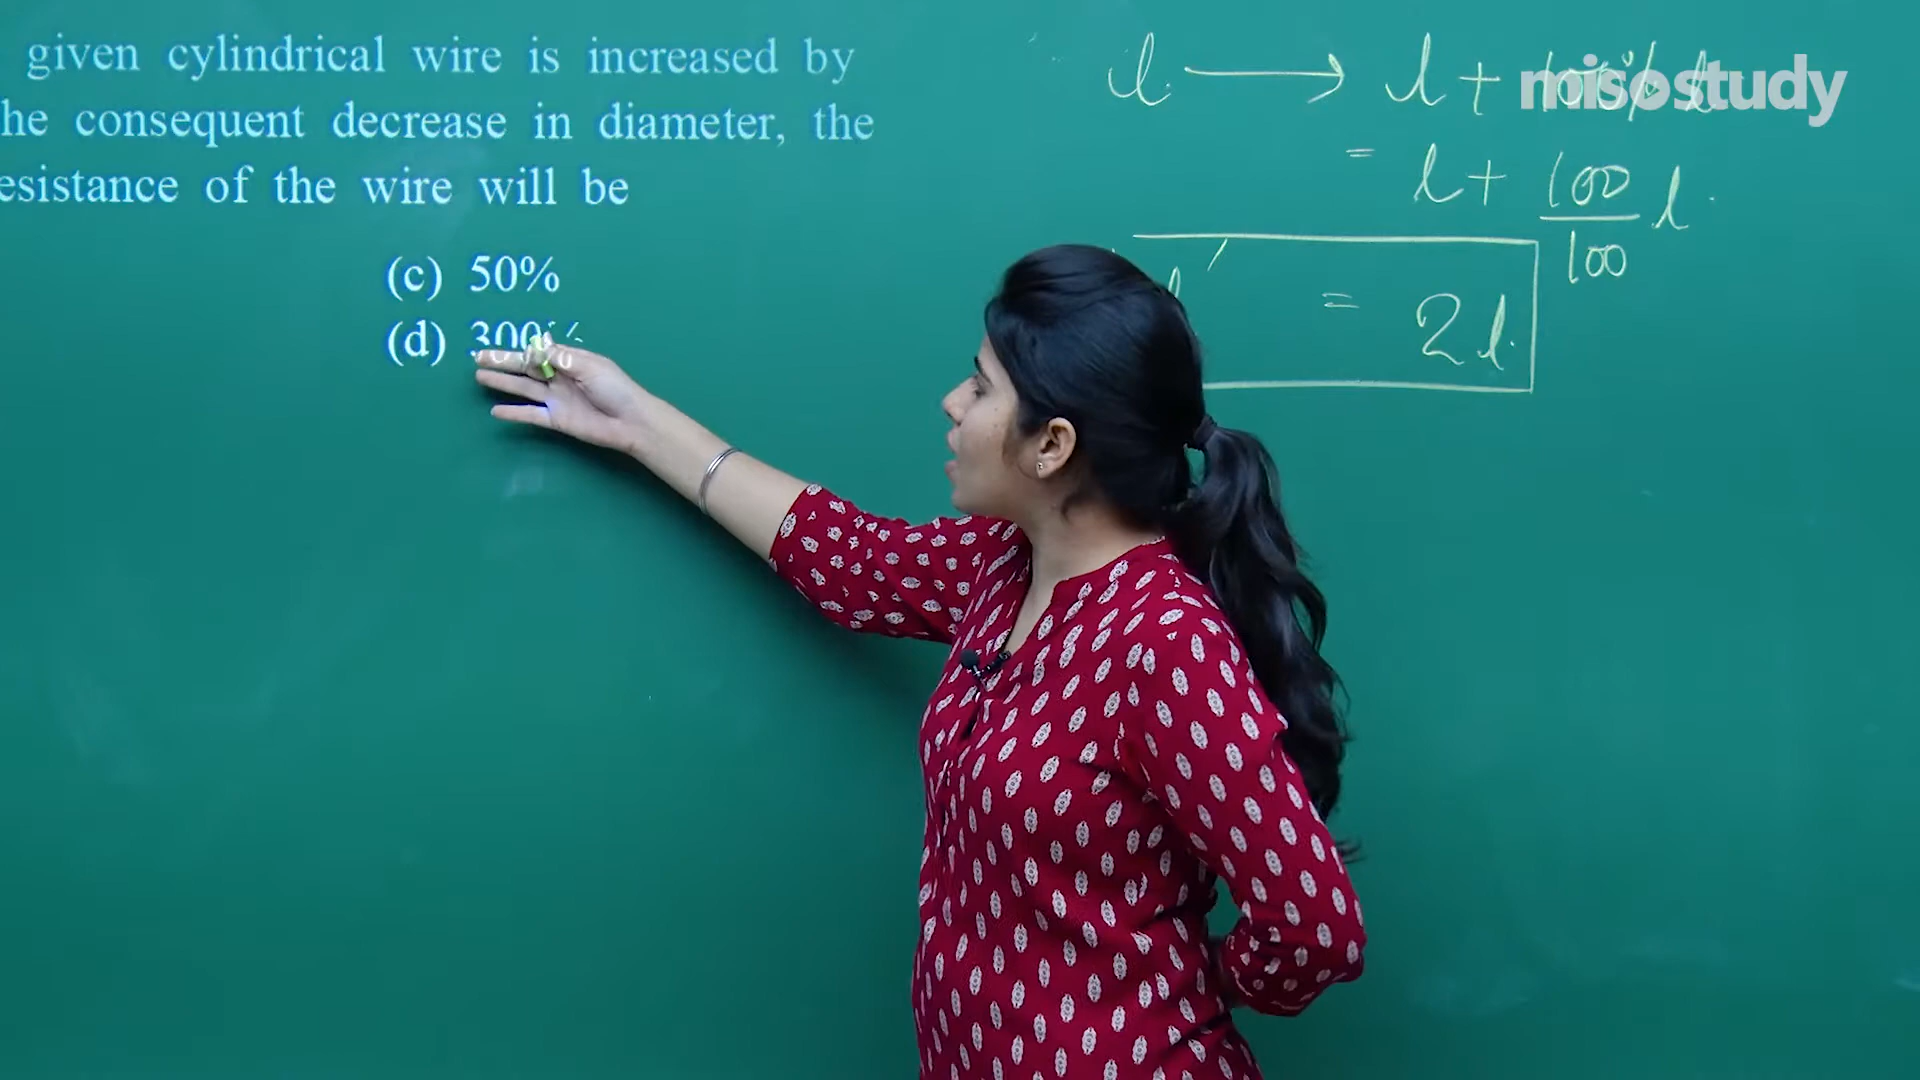 given cylindrical wire is increased by
he consequent decrease in diameter, the
esistance of the wire will be
(c) 50%
(d) 300%
misostudy
l → l + 100% l
= l + 100/100 l
l' = 2l